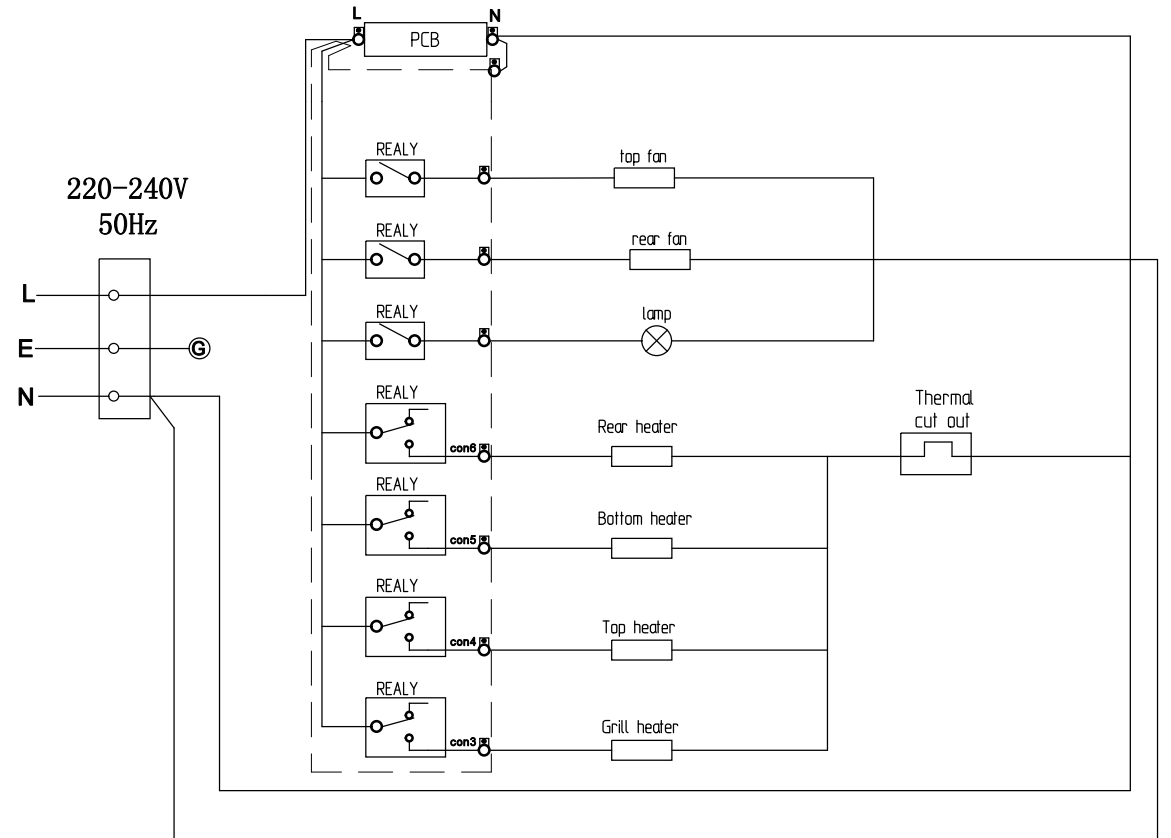 L N
PCB
REALY
top fan
220-240V
50Hz
REALY
rear fan
L
REALY
lamp
E
G
N
REALY
Thermal
cut out
con6
Rear heater
REALY
con5
Bottom heater
REALY
con4
Top heater
REALY
con3
Grill heater